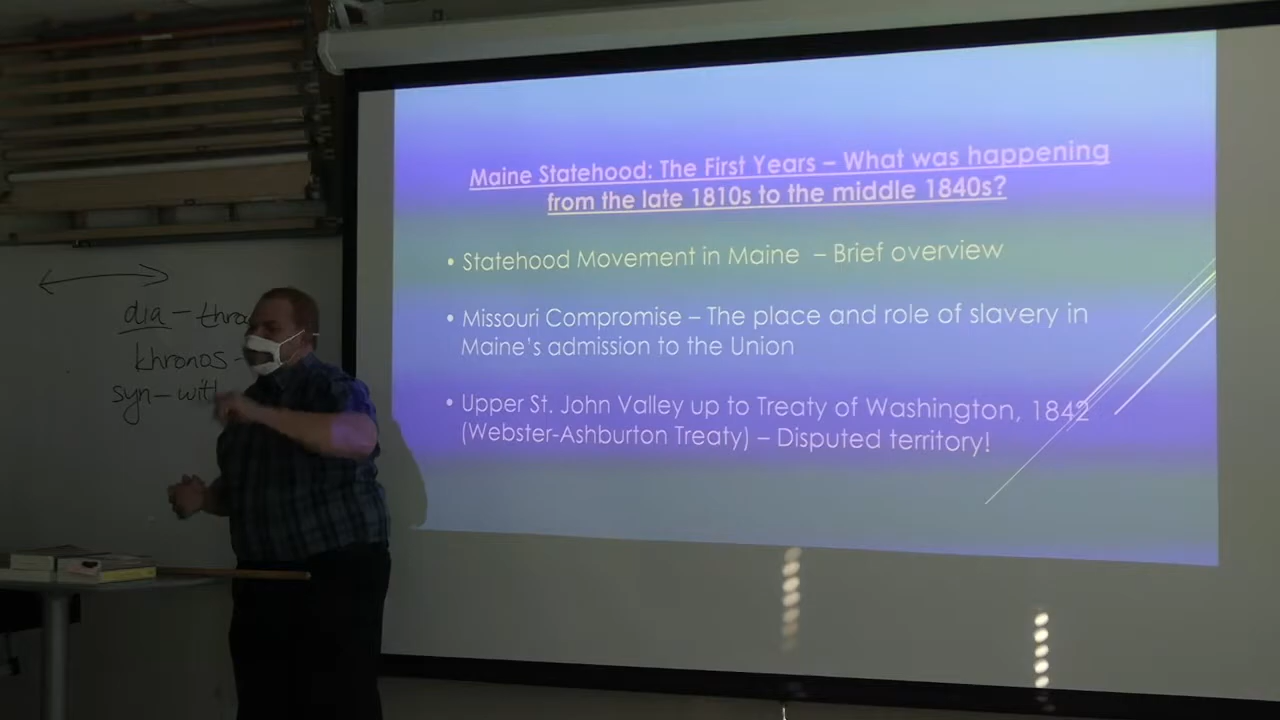 Maine Statehood: The First Years – What was happening
from the late 1810s to the middle 1840s?
• Statehood Movement in Maine – Brief overview
• Missouri Compromise – The place and role of slavery in
Maine's admission to the Union
• Upper St. John Valley up to Treaty of Washington, 1842
(Webster-Ashburton Treaty) – Disputed territory!
dia –
khronos –
syn –